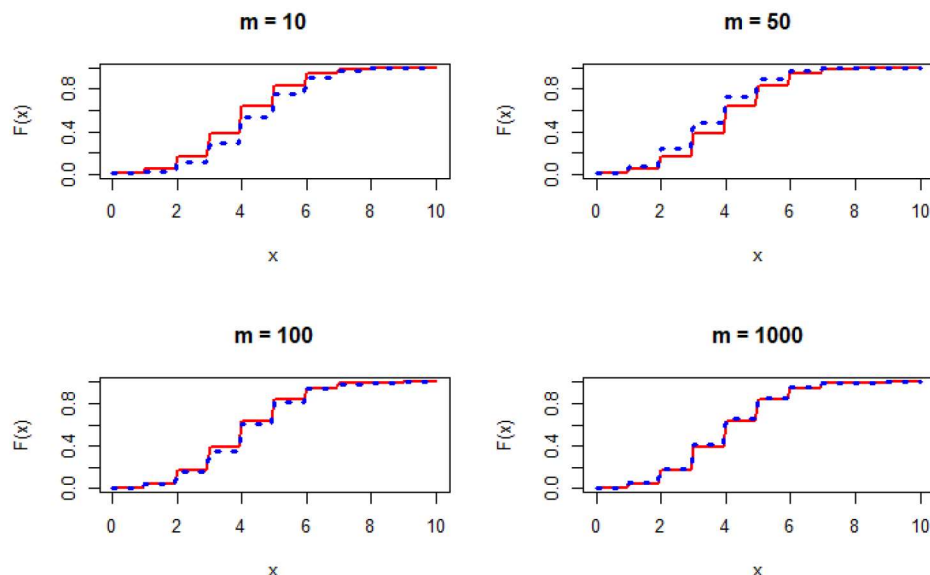 m = 10
F(x)
0.0 0.4 0.8
0 2 4 6 8 10
x
m = 50
F(x)
0.0 0.4 0.8
0 2 4 6 8 10
x
m = 100
F(x)
0.0 0.4 0.8
0 2 4 6 8 10
x
m = 1000
F(x)
0.0 0.4 0.8
0 2 4 6 8 10
x